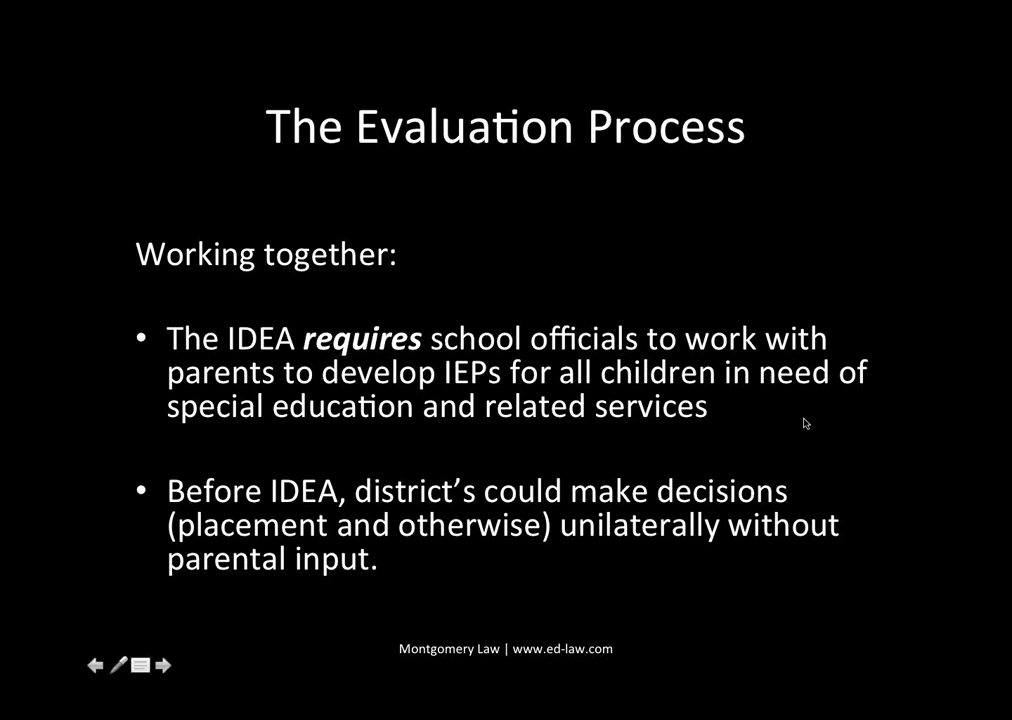 The Evaluation Process
Working together:
• The IDEA requires school officials to work with
parents to develop IEPs for all children in need of
special education and related services
• Before IDEA, district’s could make decisions
(placement and otherwise) unilaterally without
parental input.
Montgomery Law | www.ed-law.com